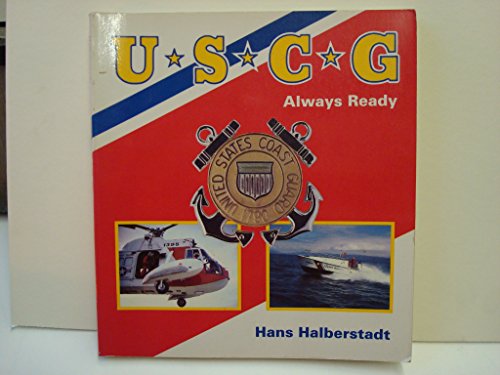 U★S★C★G
Always Ready
UNITED STATES COAST GUARD
1790
1395
Hans Halberstadt